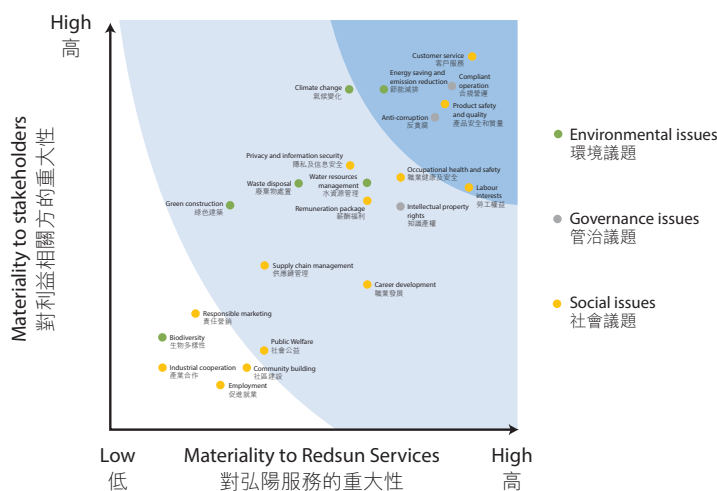 High
高
Materiality to stakeholders
對利益相關方的重大性
Customer service
客戶服務
Climate change
氣候變化
Energy saving and
emission reduction
節能減排
Compliant
operation
合規營運
Product safety
and quality
產品安全和質量
Anti-corruption
反貪腐
Privacy and information security
隱私及信息安全
Occupational health and safety
職業健康及安全
Waste disposal
廢棄物處置
Water resources
management
水資源管理
Labour
interests
勞工權益
Green construction
綠色建築
Remuneration package
薪酬福利
Intellectual property
rights
知識產權
Supply chain management
供應鏈管理
Career development
職業發展
Responsible marketing
責任營銷
Biodiversity
生物多樣性
Public Welfare
社會公益
Industrial cooperation
產業合作
Community building
社區建設
Employment
促進就業
Environmental issues
環境議題
Governance issues
管治議題
Social issues
社會議題
Low
低
Materiality to Redsun Services
對弘陽服務的重大性
High
高